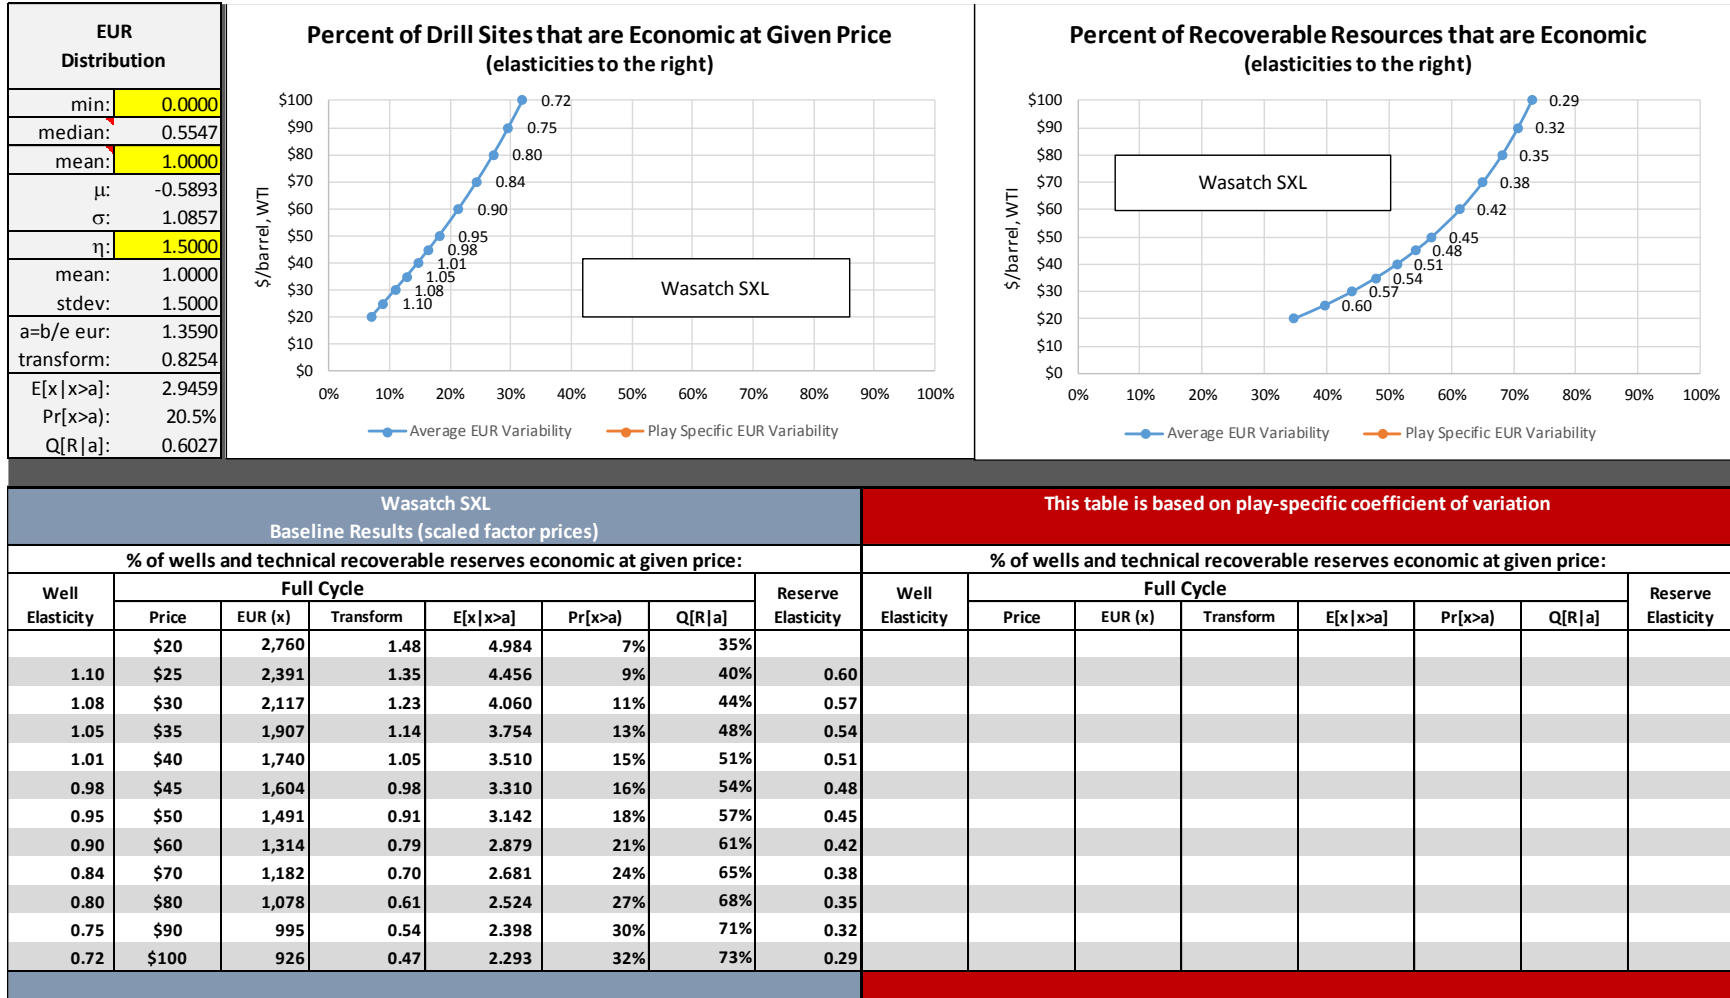 EUR
Distribution
min: 0.0000
median: 0.5547
mean: 1.0000
μ: -0.5893
σ: 1.0857
η: 1.5000
mean: 1.0000
stdev: 1.5000
a=b/e eur: 1.3590
transform: 0.8254
E[x|x>a]: 2.9459
Pr[x>a): 20.5%
Q[R|a]: 0.6027
Percent of Drill Sites that are Economic at Given Price
(elasticities to the right)
$/barrel, WTI
$100
$90
$80
$70
$60
$50
$40
$30
$20
$10
$0
0.72
0.75
0.80
0.84
0.90
0.95
0.98
1.01
1.05
1.08
1.10
Wasatch SXL
0% 10% 20% 30% 40% 50% 60% 70% 80% 90% 100%
Average EUR Variability Play Specific EUR Variability
Percent of Recoverable Resources that are Economic
(elasticities to the right)
$/barrel, WTI
$100
$90
$80
$70
$60
$50
$40
$30
$20
$10
$0
0.29
0.32
0.35
0.38
0.42
0.45
0.48
0.51
0.54
0.57
0.60
Wasatch SXL
0% 10% 20% 30% 40% 50% 60% 70% 80% 90% 100%
Average EUR Variability Play Specific EUR Variability
Wasatch SXL
Baseline Results (scaled factor prices)
% of wells and technical recoverable reserves economic at given price:
Well Elasticity Full Cycle Reserve Elasticity
Price EUR (x) Transform E[x|x>a] Pr(x>a) Q[R|a]
$20 2,760 1.48 4.984 7% 35%
1.10 $25 2,391 1.35 4.456 9% 40% 0.60
1.08 $30 2,117 1.23 4.060 11% 44% 0.57
1.05 $35 1,907 1.14 3.754 13% 48% 0.54
1.01 $40 1,740 1.05 3.510 15% 51% 0.51
0.98 $45 1,604 0.98 3.310 16% 54% 0.48
0.95 $50 1,491 0.91 3.142 18% 57% 0.45
0.90 $60 1,314 0.79 2.879 21% 61% 0.42
0.84 $70 1,182 0.70 2.681 24% 65% 0.38
0.80 $80 1,078 0.61 2.524 27% 68% 0.35
0.75 $90 995 0.54 2.398 30% 71% 0.32
0.72 $100 926 0.47 2.293 32% 73% 0.29
This table is based on play-specific coefficient of variation
% of wells and technical recoverable reserves economic at given price:
Well Elasticity Full Cycle Reserve Elasticity
Price EUR (x) Transform E[x|x>a] Pr(x>a) Q[R|a]